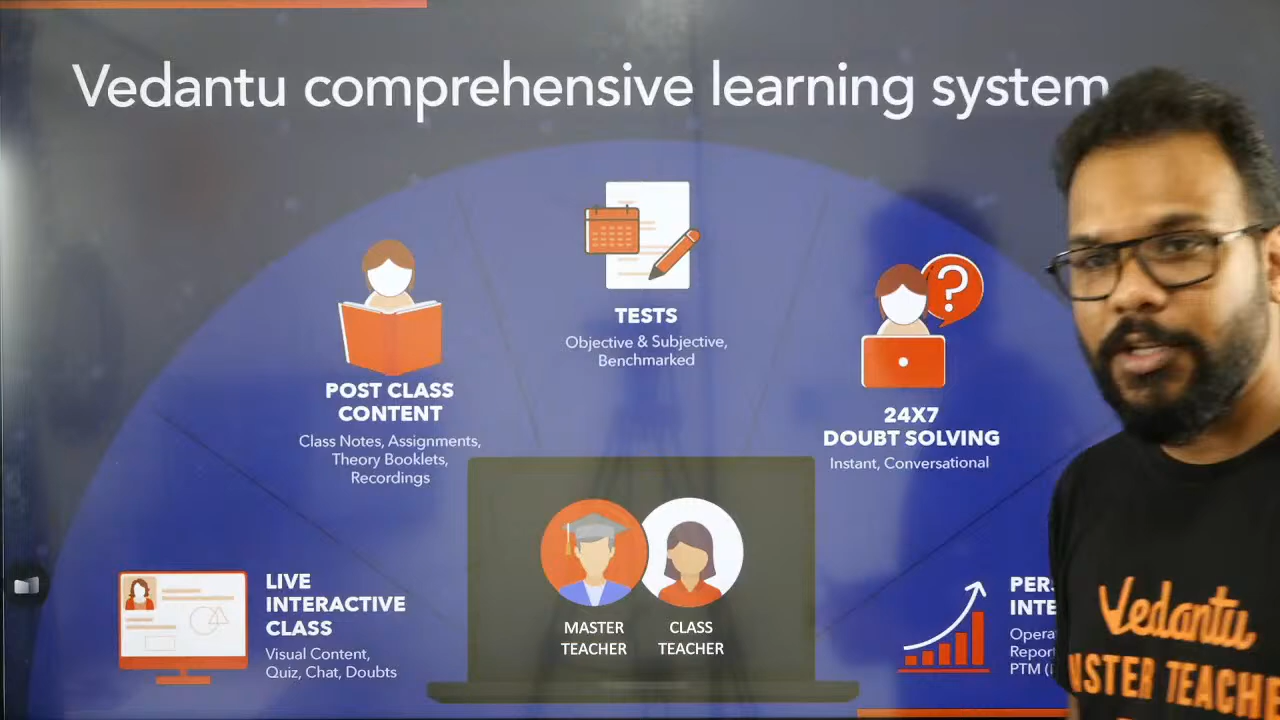 Vedantu comprehensive learning system
TESTS
Objective & Subjective,
Benchmarked
POST CLASS
CONTENT
Class Notes, Assignments,
Theory Booklets,
Recordings
24X7
DOUBT SOLVING
Instant, Conversational
LIVE
INTERACTIVE
CLASS
Visual Content,
Quiz, Chat, Doubts
MASTER
TEACHER
CLASS
TEACHER
PTM
Vedantu